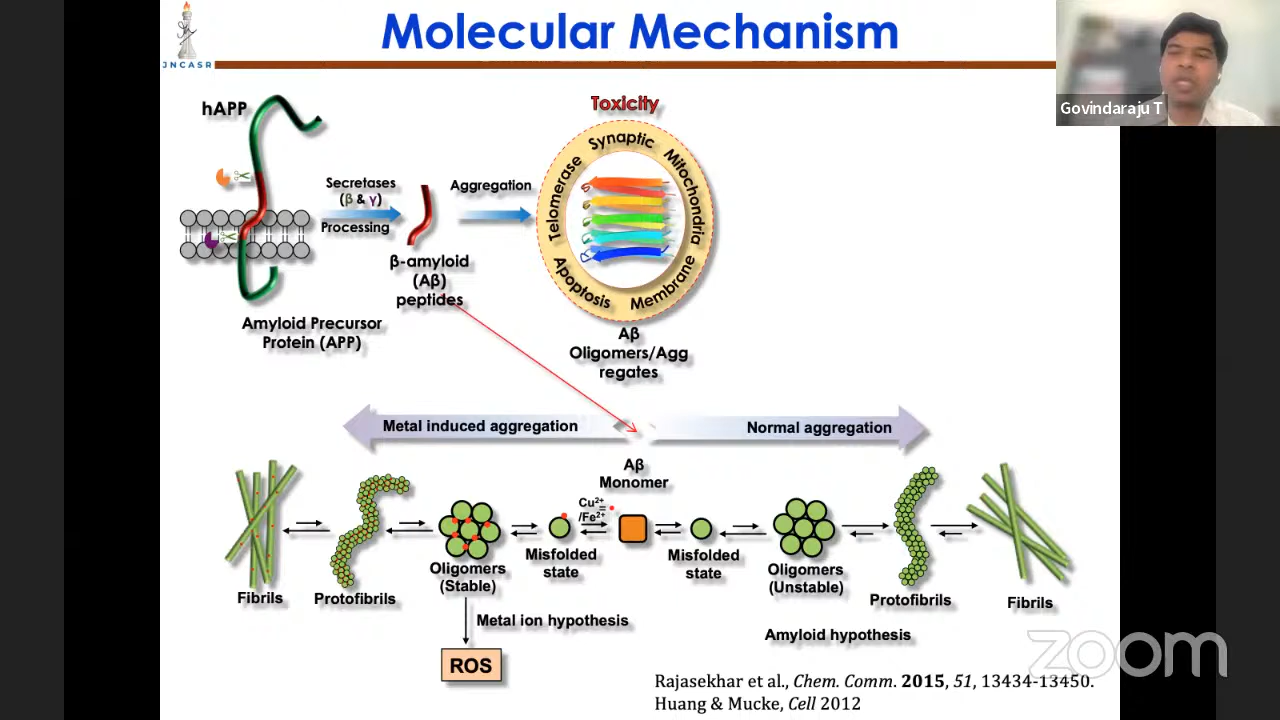 Molecular Mechanism
JNCASR
Govindaraju T
hAPP
Secretases
(β & γ)
Processing
Aggregation
β-amyloid
(Aβ)
peptides
Amyloid Precursor
Protein (APP)
Toxicity
Synaptic
Mitochondria
Membrane
Apoptosis
Telomerase
Aβ
Oligomers/Agg
regates
Metal induced aggregation
Normal aggregation
Aβ
Monomer
Cu²⁺
/Fe²⁺
=
Fibrils
Protofibrils
Oligomers
(Stable)
Misfolded
state
Misfolded
state
Oligomers
(Unstable)
Protofibrils
Fibrils
Metal ion hypothesis
Amyloid hypothesis
ROS
zoom
Rajasekhar et al., Chem. Comm. 2015, 51, 13434-13450.
Huang & Mucke, Cell 2012